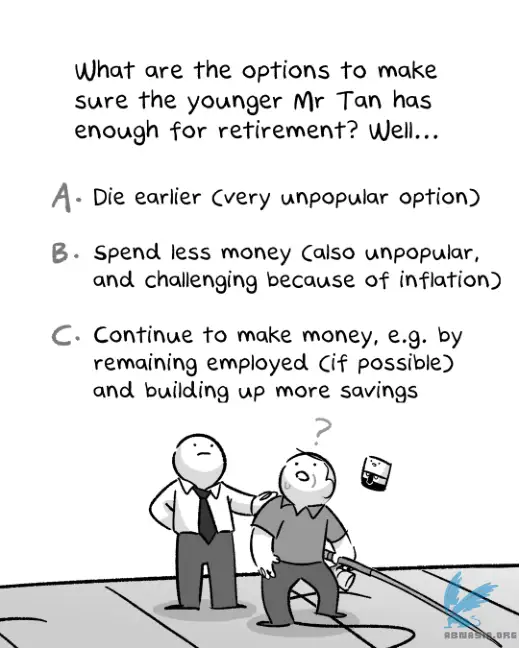 What are the options to make
sure the younger Mr Tan has
enough for retirement? Well...
A. Die earlier (very unpopular option)
B. Spend less money (also unpopular,
and challenging because of inflation)
C. Continue to make money, e.g. by
remaining employed (if possible)
and building up more savings
?
ABNASIA.ORG